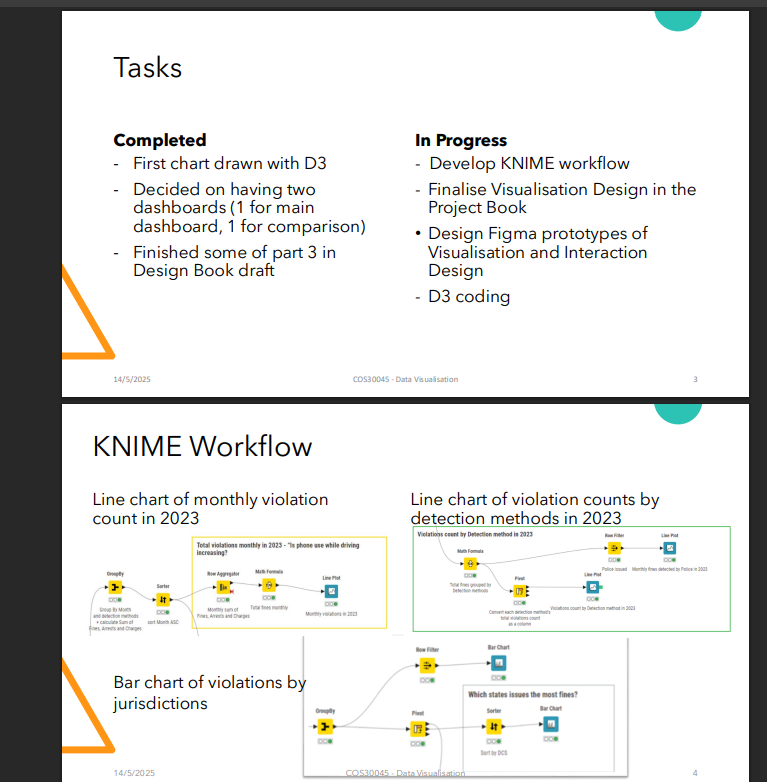 Tasks
Completed
- First chart drawn with D3
- Decided on having two
dashboards (1 for main
dashboard, 1 for comparison)
- Finished some of part 3 in
Design Book draft
In Progress
- Develop KNIME workflow
- Finalise Visualisation Design in the
Project Book
• Design Figma prototypes of
Visualisation and Interaction
Design
- D3 coding
14/5/2025
COS30045 - Data Visualisation
3
KNIME Workflow
Line chart of monthly violation
count in 2023
Total violations monthly in 2023 - "Is phone use while driving
increasing?
GroupBy
Group By Month
and detection methods
+ calculate Sum of
Fines, Arrests and Charges
Sorter
sort Month ASC
Row Aggregator
Monthly sum of
Fines, Arrests and Charges
Math Formula
Total fines monthly
Line Plot
Monthly violations in 2023
Line chart of violation counts by
detection methods in 2023
Violations count by Detection method in 2023
Math Formula
Total fines grouped by
Detection methods
Row Filter
Police issued
Line Plot
Monthly fines detected by Police in 2023
Pivot
Convert each detection method's
total violations count
as a column
Line Plot
Violations count by Detection method in 2023
Bar chart of violations by
jurisdictions
Row Filter
Bar Chart
GroupBy
Pivot
Which states issues the most fines?
Sorter
Sort by DCS
Bar Chart
14/5/2025
COS30045 - Data Visualisation
4